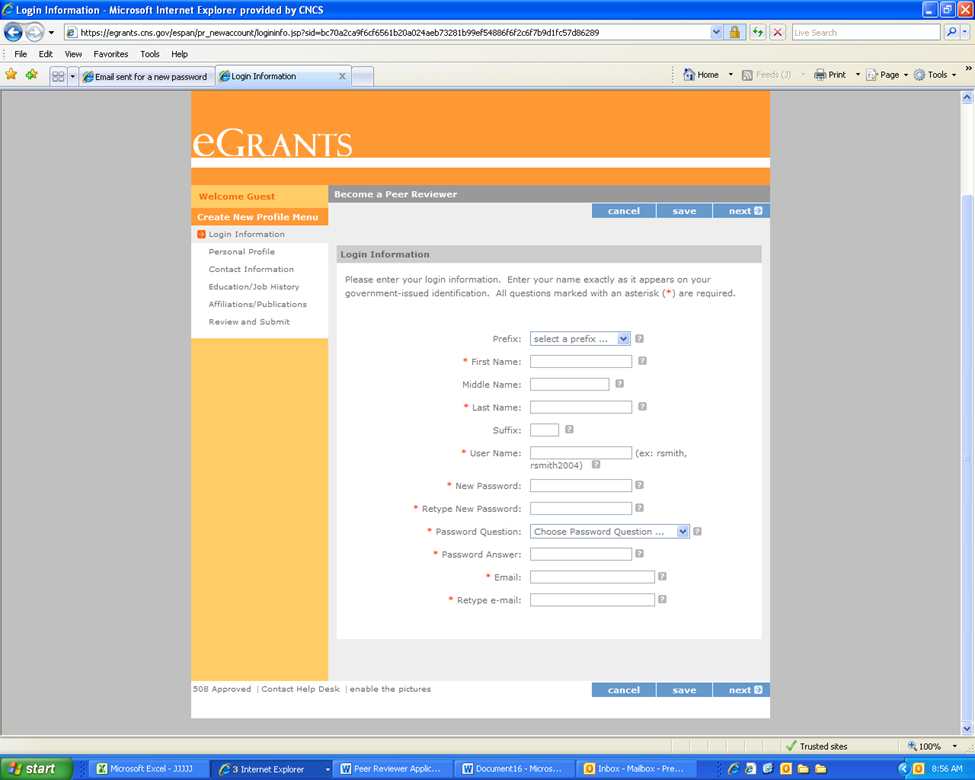 Login Information - Microsoft Internet Explorer provided by CNCS
https://egrants.cns.gov/espan/pr_newaccount/logininfo.jsp?sid=bc70a2ca9f6cf6561b20a024aeb73281b99ef54886f6f2c6f7b9d1fc57d86289
Live Search
File Edit View Favorites Tools Help
Email sent for a new password
Login Information
Home Feeds (J) Print Page Tools
eGRANTS
Welcome Guest
Become a Peer Reviewer
cancel save next
Create New Profile Menu
Login Information
Personal Profile
Contact Information
Education/Job History
Affiliations/Publications
Review and Submit
Login Information
Please enter your login information. Enter your name exactly as it appears on your
government-issued identification. All questions marked with an asterisk (*) are required.
Prefix: select a prefix ... ?
* First Name: ?
Middle Name: ?
* Last Name: ?
Suffix: ?
* User Name: (ex: rsmith,
rsmith2004) ?
* New Password: ?
* Retype New Password: ?
* Password Question: Choose Password Question ... ?
* Password Answer: ?
* Email: ?
* Retype e-mail: ?
508 Approved | Contact Help Desk | enable the pictures
cancel save next
Trusted sites 100%
start
Microsoft Excel - JJJJJ
3 Internet Explorer
Peer Reviewer Applic...
Document16 - Micros...
Inbox - Mailbox - Pre...
8:56 AM